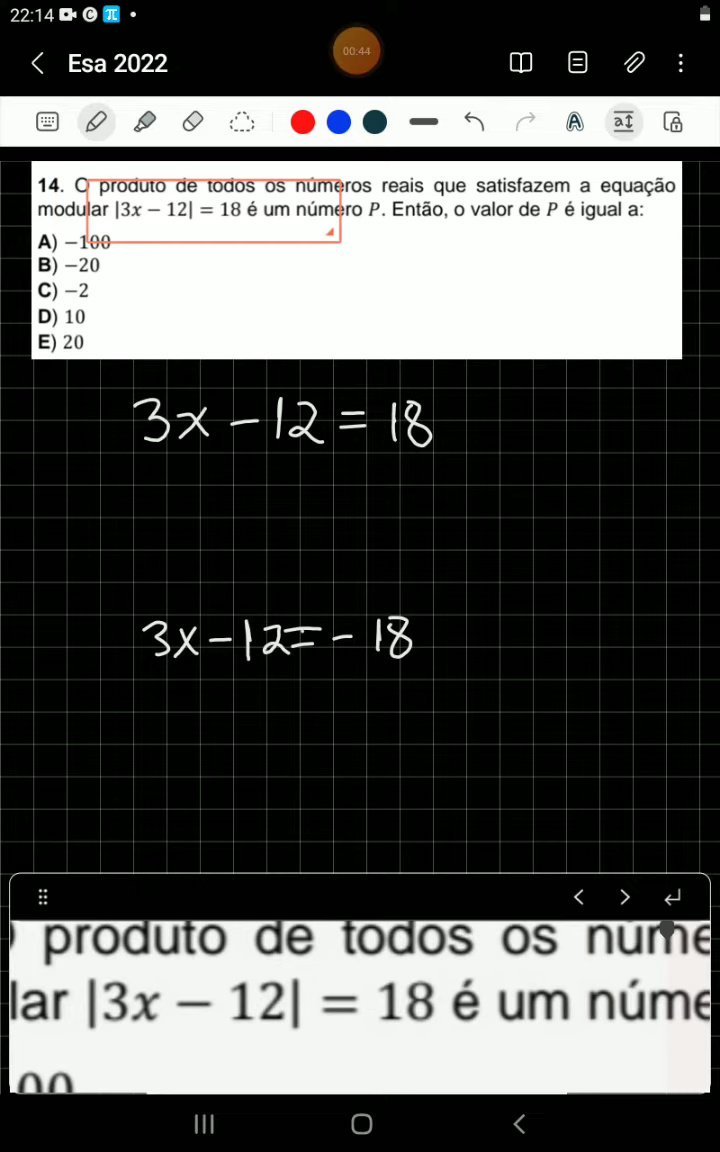 22:14
00:44
Esa 2022
14. O produto de todos os números reais que satisfazem a equação
modular |3x − 12| = 18 é um número P. Então, o valor de P é igual a:
A) −100
B) −20
C) −2
D) 10
E) 20
3x − 12 = 18
3x − 12 = − 18
produto de todos os núme
lar |3x − 12| = 18 é um núme
00